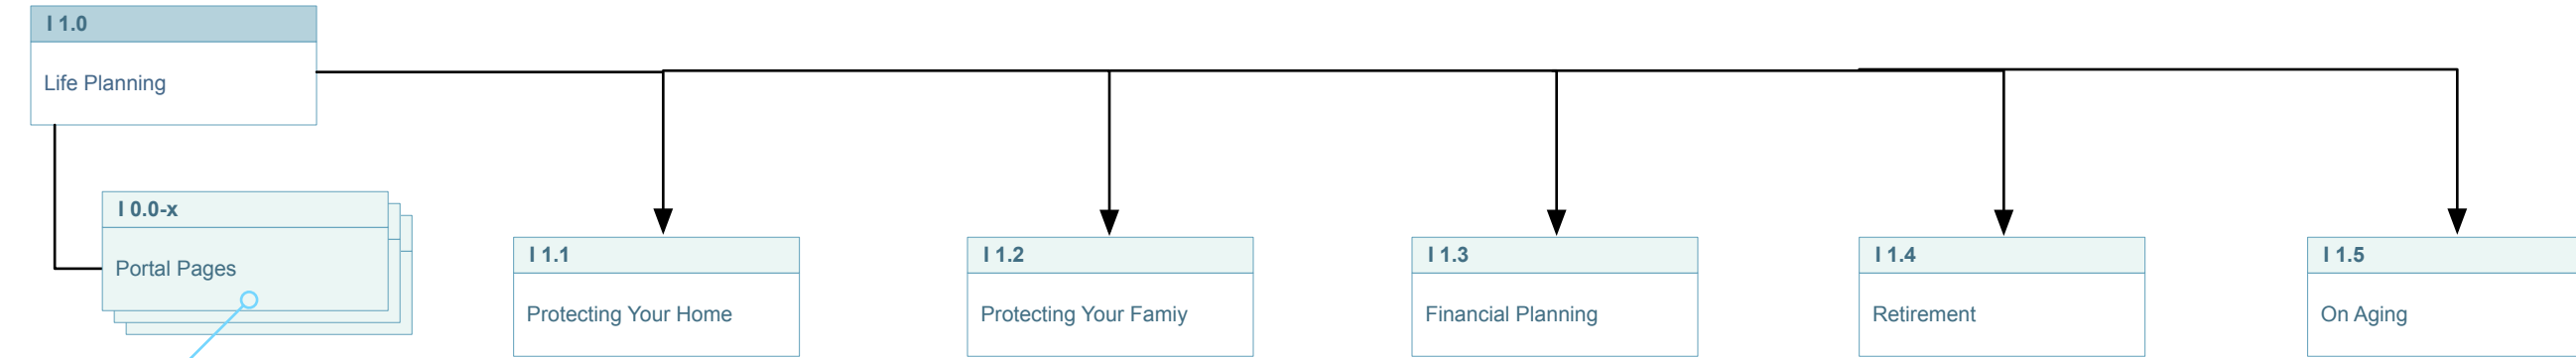 I 1.0
Life Planning
I 0.0-x
Portal Pages
I 1.1
Protecting Your Home
I 1.2
Protecting Your Famiy
I 1.3
Financial Planning
I 1.4
Retirement
I 1.5
On Aging